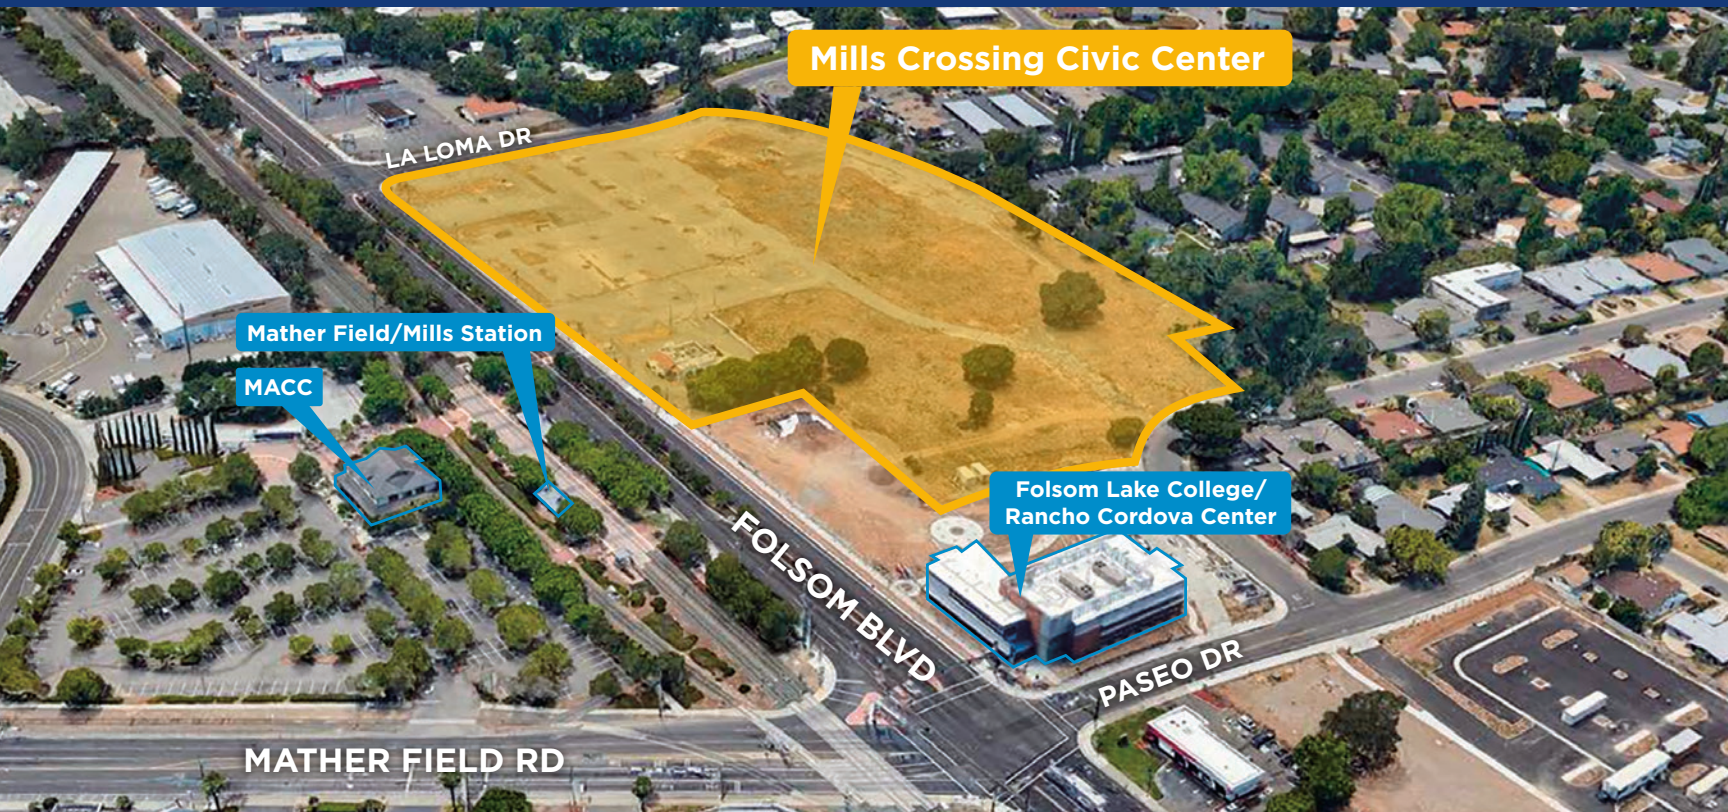 Mills Crossing Civic Center
LA LOMA DR
Mather Field/Mills Station
MACC
Folsom Lake College/
Rancho Cordova Center
FOLSOM BLVD
PASEO DR
MATHER FIELD RD